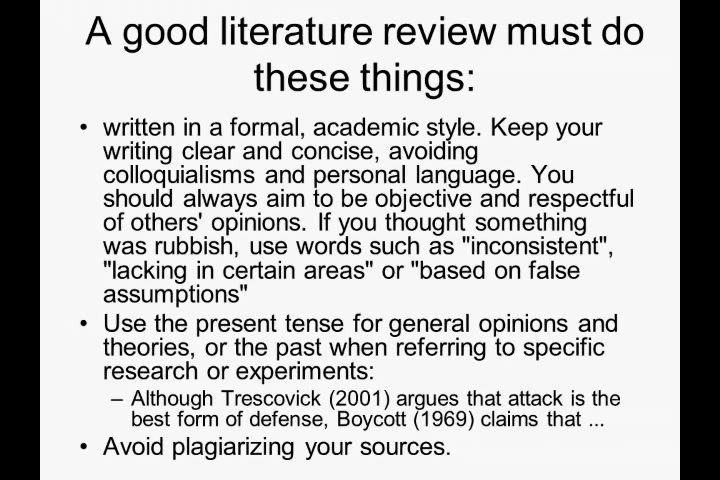 A good literature review must do
these things:
• written in a formal, academic style. Keep your
writing clear and concise, avoiding
colloquialisms and personal language. You
should always aim to be objective and respectful
of others' opinions. If you thought something
was rubbish, use words such as "inconsistent",
"lacking in certain areas" or "based on false
assumptions"
• Use the present tense for general opinions and
theories, or the past when referring to specific
research or experiments:
– Although Trescovick (2001) argues that attack is the
best form of defense, Boycott (1969) claims that ...
• Avoid plagiarizing your sources.